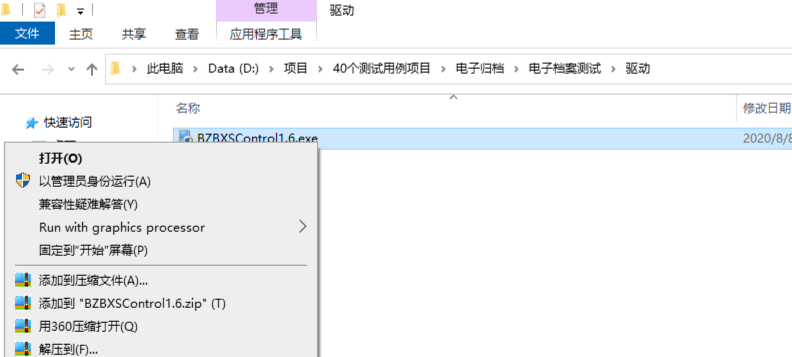 管理
驱动
文件 主页 共享 查看 应用程序工具
此电脑 Data (D:) 项目 40个测试用例项目 电子归档 电子档案测试 驱动
名称 修改日期
快速访问
BZBXSControl1.6.exe 2020/8/8
打开(O)
以管理员身份运行(A)
兼容性疑难解答(Y)
Run with graphics processor
固定到"开始"屏幕(P)
添加到压缩文件(A)...
添加到 "BZBXSControl1.6.zip" (T)
用360压缩打开(Q)
解压到(F)...